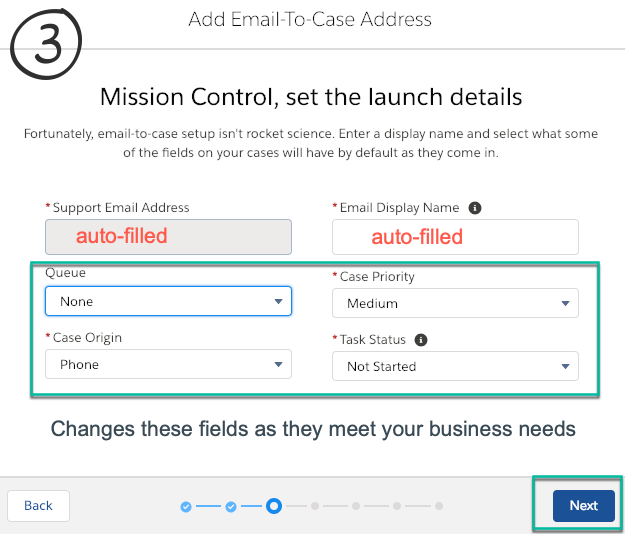 Add Email-To-Case Address
3
Mission Control, set the launch details
Fortunately, email-to-case setup isn't rocket science. Enter a display name and select what some
of the fields on your cases will have by default as they come in.
* Support Email Address
* Email Display Name i
auto-filled
auto-filled
Queue
* Case Priority
None
Medium
* Case Origin
* Task Status i
Phone
Not Started
Changes these fields as they meet your business needs
Back
Next